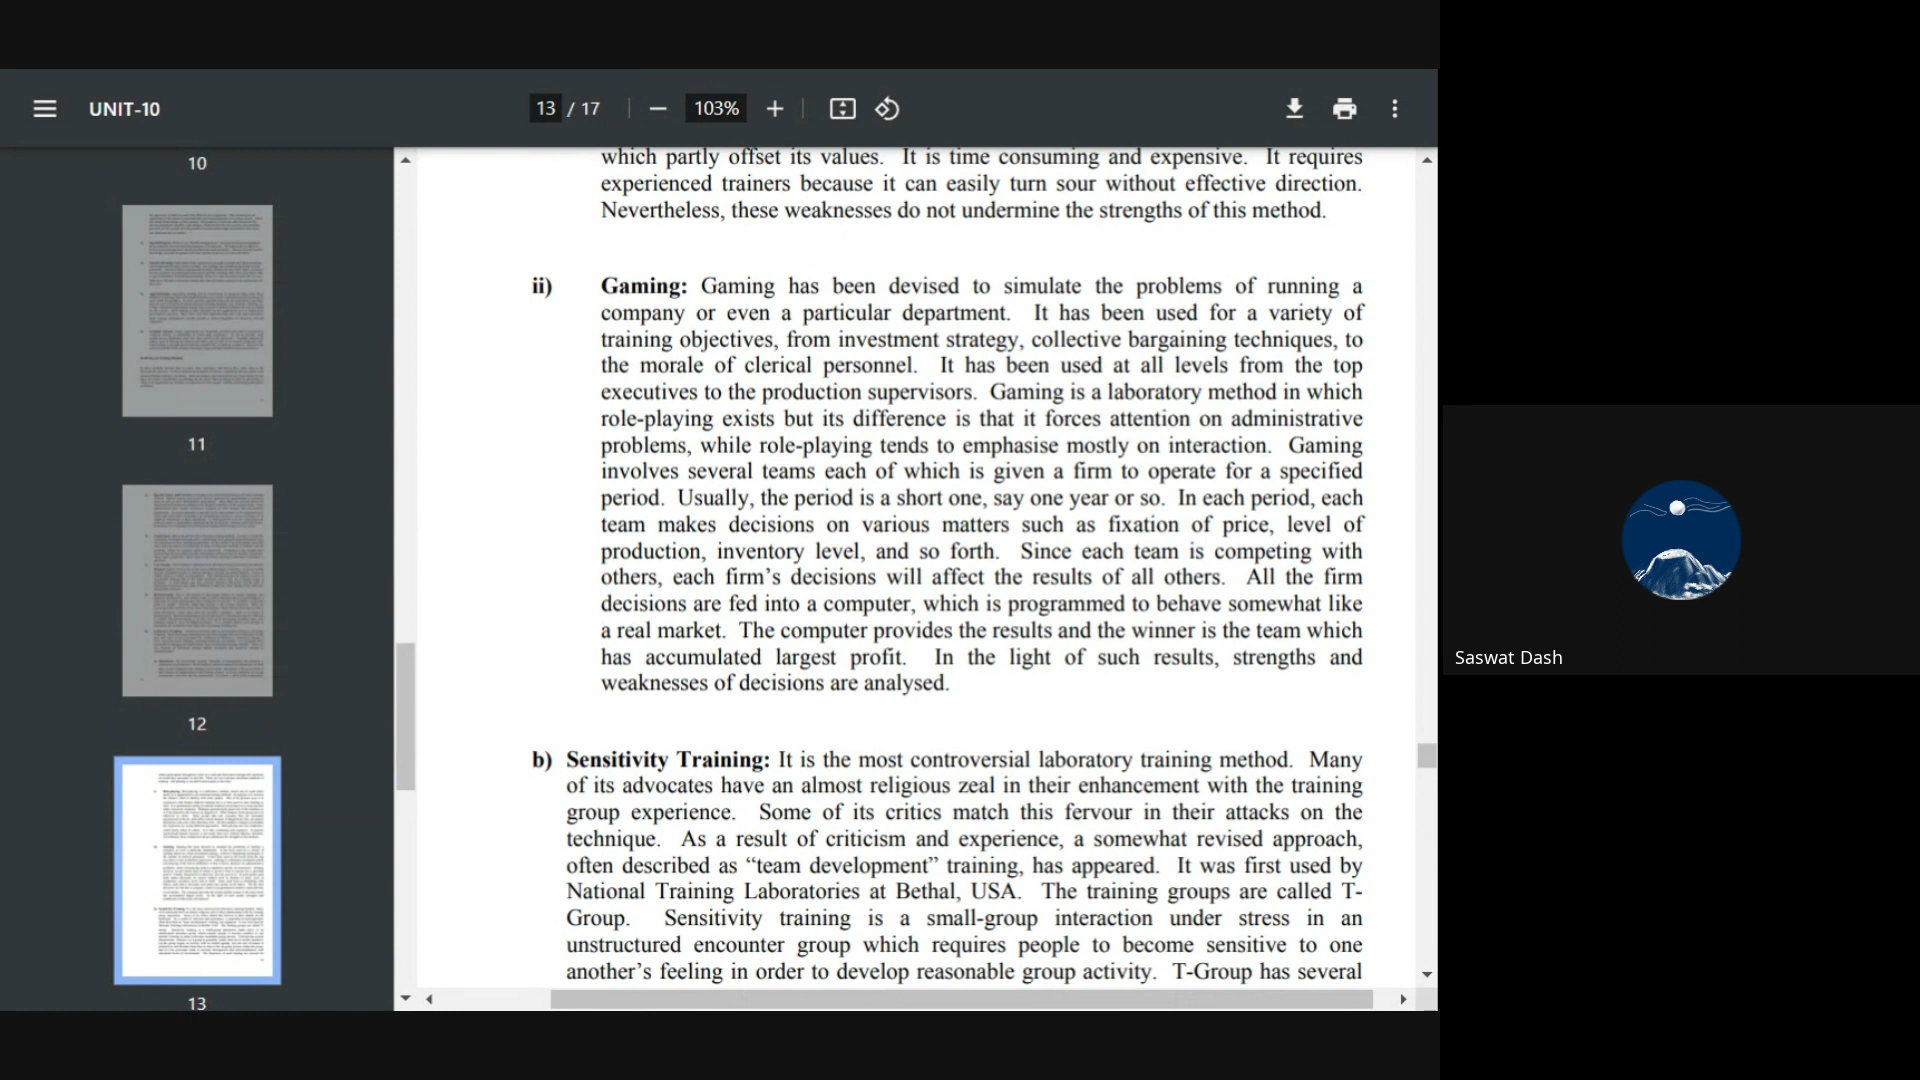 UNIT-10
13 / 17
103%
10
11
12
13
which partly offset its values. It is time consuming and expensive. It requires
experienced trainers because it can easily turn sour without effective direction.
Nevertheless, these weaknesses do not undermine the strengths of this method.
ii) Gaming: Gaming has been devised to simulate the problems of running a
company or even a particular department. It has been used for a variety of
training objectives, from investment strategy, collective bargaining techniques, to
the morale of clerical personnel. It has been used at all levels from the top
executives to the production supervisors. Gaming is a laboratory method in which
role-playing exists but its difference is that it forces attention on administrative
problems, while role-playing tends to emphasise mostly on interaction. Gaming
involves several teams each of which is given a firm to operate for a specified
period. Usually, the period is a short one, say one year or so. In each period, each
team makes decisions on various matters such as fixation of price, level of
production, inventory level, and so forth. Since each team is competing with
others, each firm's decisions will affect the results of all others. All the firm
decisions are fed into a computer, which is programmed to behave somewhat like
a real market. The computer provides the results and the winner is the team which
has accumulated largest profit. In the light of such results, strengths and
weaknesses of decisions are analysed.
b) Sensitivity Training: It is the most controversial laboratory training method. Many
of its advocates have an almost religious zeal in their enhancement with the training
group experience. Some of its critics match this fervour in their attacks on the
technique. As a result of criticism and experience, a somewhat revised approach,
often described as “team development” training, has appeared. It was first used by
National Training Laboratories at Bethal, USA. The training groups are called T-
Group. Sensitivity training is a small-group interaction under stress in an
unstructured encounter group which requires people to become sensitive to one
another's feeling in order to develop reasonable group activity. T-Group has several
Saswat Dash